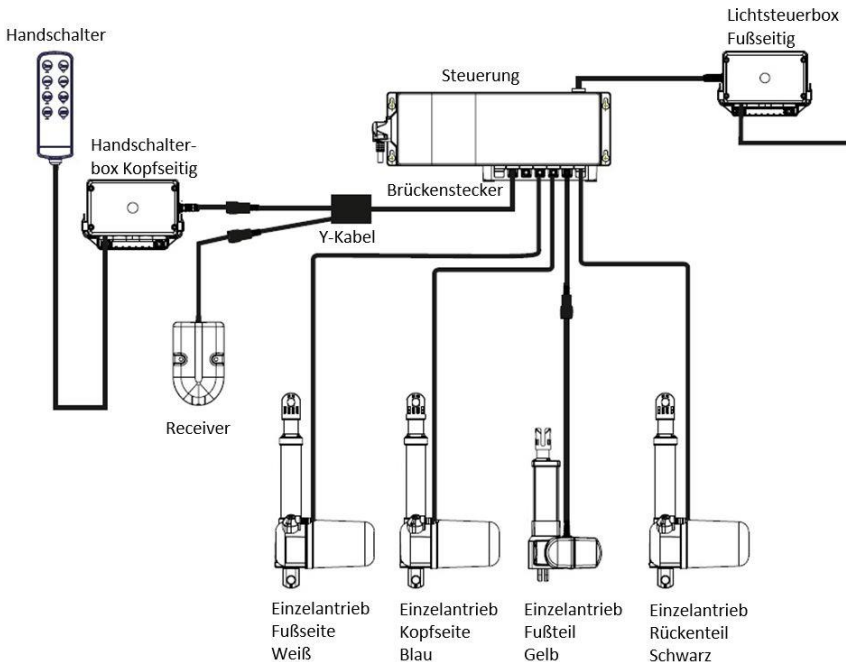 Handschalter
Lichtsteuerbox
Fußseitig
Steuerung
Handschalter-
box Kopfseitig
Brückenstecker
Y-Kabel
Receiver
Einzelantrieb
Fußseite
Weiß
Einzelantrieb
Kopfseite
Blau
Einzelantrieb
Fußteil
Gelb
Einzelantrieb
Rückenteil
Schwarz